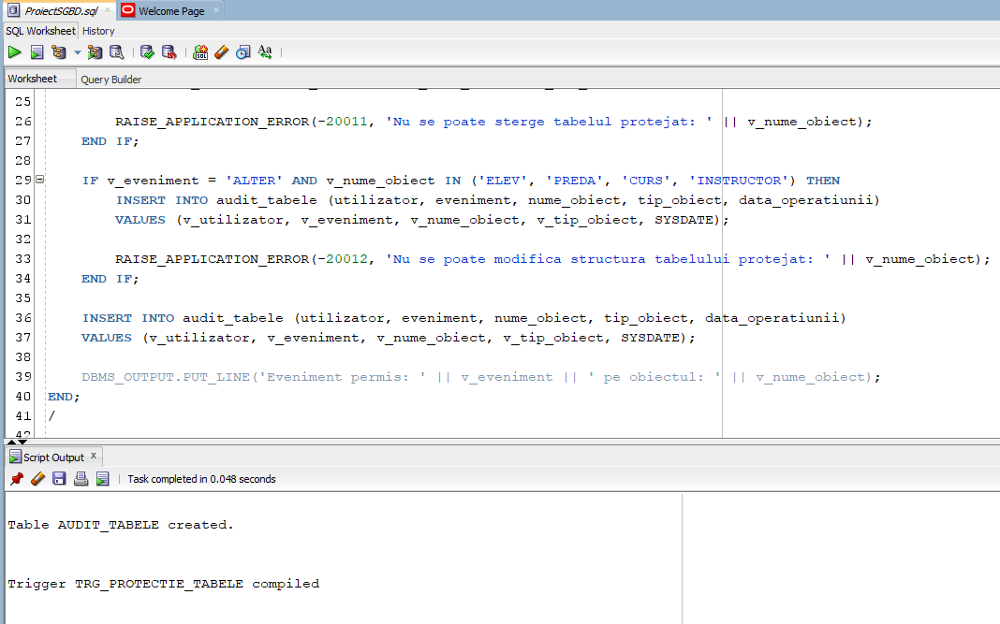 ProiectSGBD.sql Welcome Page
SQL Worksheet History
Worksheet Query Builder
25
26 RAISE_APPLICATION_ERROR(-20011, 'Nu se poate sterge tabelul protejat: ' || v_nume_obiect);
27 END IF;
28
29 IF v_eveniment = 'ALTER' AND v_nume_obiect IN ('ELEV', 'PREDA', 'CURS', 'INSTRUCTOR') THEN
30 INSERT INTO audit_tabele (utilizator, eveniment, nume_obiect, tip_obiect, data_operatiunii)
31 VALUES (v_utilizator, v_eveniment, v_nume_obiect, v_tip_obiect, SYSDATE);
32
33 RAISE_APPLICATION_ERROR(-20012, 'Nu se poate modifica structura tabelului protejat: ' || v_nume_obiect);
34 END IF;
35
36 INSERT INTO audit_tabele (utilizator, eveniment, nume_obiect, tip_obiect, data_operatiunii)
37 VALUES (v_utilizator, v_eveniment, v_nume_obiect, v_tip_obiect, SYSDATE);
38
39 DBMS_OUTPUT.PUT_LINE('Eveniment permis: ' || v_eveniment || ' pe obiectul: ' || v_nume_obiect);
40 END;
41 /
42
Script Output
Task completed in 0.048 seconds
Table AUDIT_TABELE created.
Trigger TRG_PROTECTIE_TABELE compiled